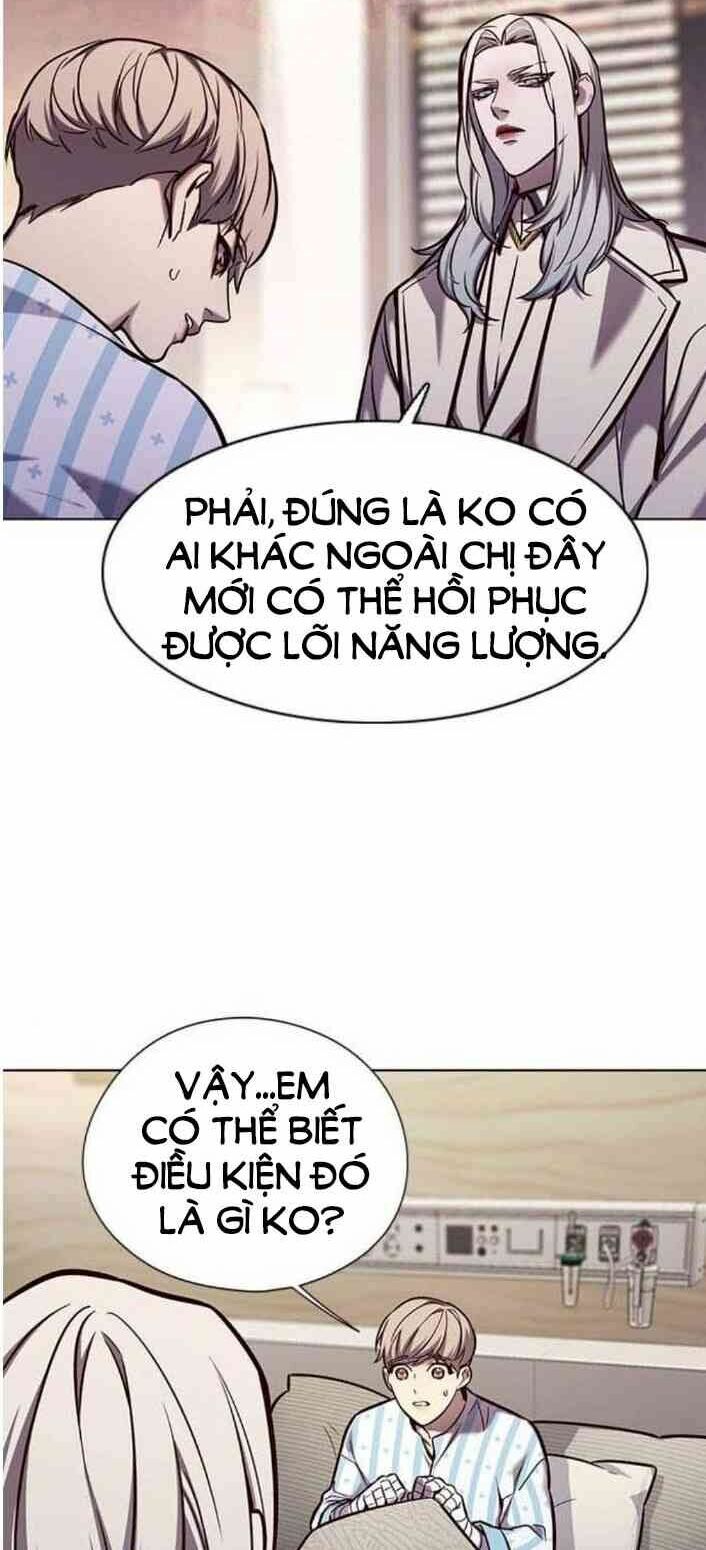 PHẢI, ĐÚNG LÀ KO CÓ
AI KHÁC NGOÀI CHỊ ĐÂY
MỚI CÓ THỂ HỒI PHỤC
ĐƯỢC LÕI NĂNG LƯỢNG.
VẬY...EM
CÓ THỂ BIẾT
ĐIỀU KIỆN ĐÓ
LÀ GÌ KO?